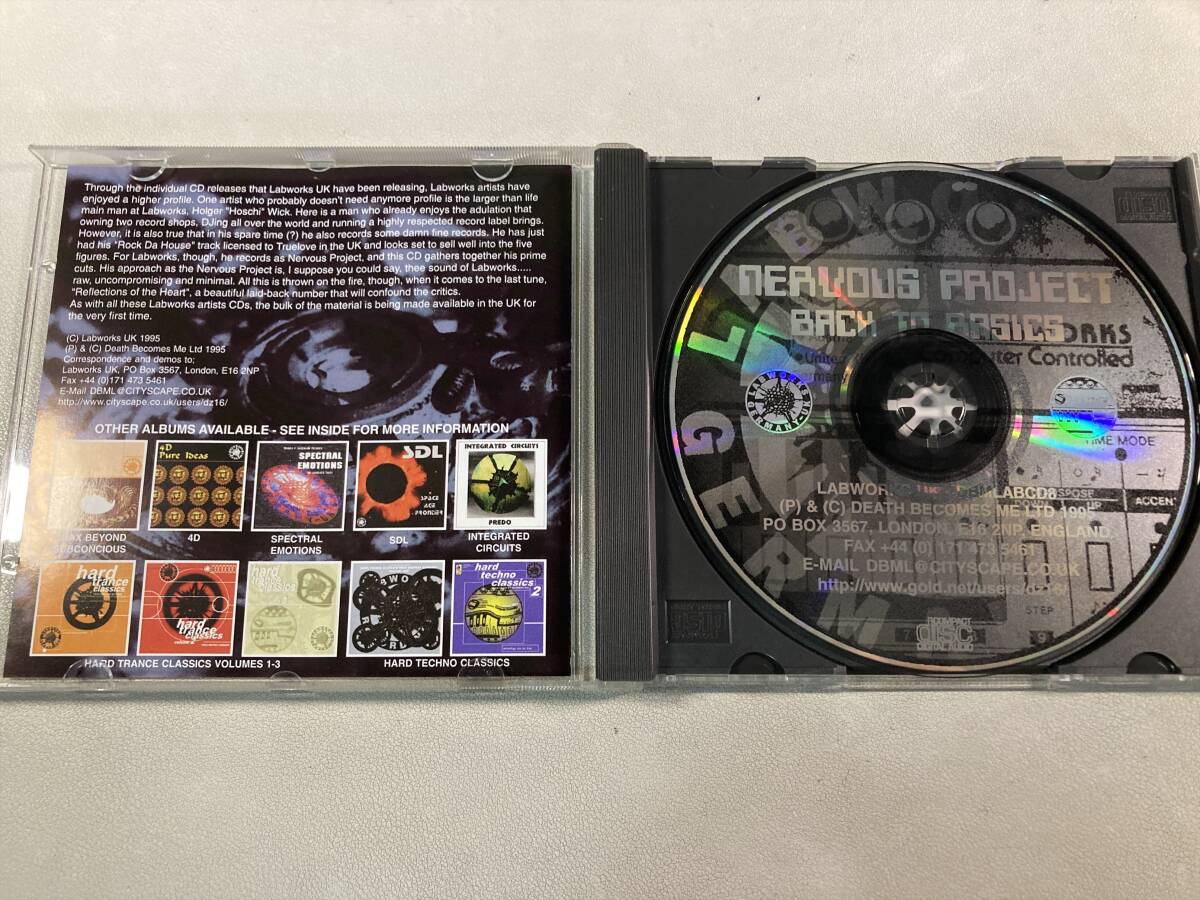 Through the individual CD releases that Labworks UK have been releasing, Labworks artists have
enjoyed a higher profile. One artist who probably doesn't need anymore profile is the larger than life
main man at Labworks, Holger "Hoschi" Wick. Here is a man who already enjoys the adulation that
owning two record shops, DJing all over the world and running a highly respected record label brings.
However, it is also true that in his spare time (?) he also records some damn fine records. He has just
had his "Rock Da House" track licensed to Truelove in the UK and looks set to sell well into the five
figures. For Labworks, though, he records as Nervous Project, and this CD gathers together his prime
cuts. His approach as the Nervous Project is, I suppose you could say, thee sound of Labworks.....
raw, uncompromising and minimal. All this is thrown on the fire, though, when it comes to the last tune,
"Reflections of the Heart", a beautiful laid-back number that will confound the critics.
As with all these Labworks artists CDs, the bulk of the material is being made available in the UK for
the very first time.
(C) Labworks UK 1995
(P) & (C) Death Becomes Me Ltd 1995
Correspondence and demos to;
Labworks UK, PO Box 3567, London, E16 2NP
Fax +44 (0)171 473 5461
E-Mail DBML@CITYSCAPE.CO.UK
http://www.cityscape.co.uk/users/dz16/
OTHER ALBUMS AVAILABLE - SEE INSIDE FOR MORE INFORMATION
4D
Pure Ideas
SPECTRAL
EMOTIONS
SDL
SPACE
AGE
FRONTIER
INTEGRATED CIRCUITS
PREDO
BEYOND
4D
SPECTRAL
EMOTIONS
SDL
INTEGRATED
CIRCUITS
hard
trance
classics
hard
trance
classics
hard
trance
classics
hard
techno
classics
2
HARD TRANCE CLASSICS VOLUMES 1-3
HARD TECHNO CLASSICS
NERVOUS PROJECT
BACK TO BASICS
Computer Controlled
POWER
TIME MODE
ACCENT
STEP
LABWORKS
GERM
LABWORKS UK DBMLABCD8
(P) & (C) DEATH BECOMES ME LTD 1995
PO BOX 3567, LONDON, E16 2NP, ENGLAND.
FAX +44 (0)171 473 5461
E-MAIL DBML@CITYSCAPE.CO.UK
http://www.gold.net/users/dz16/
COMPACT
disc
DIGITAL AUDIO